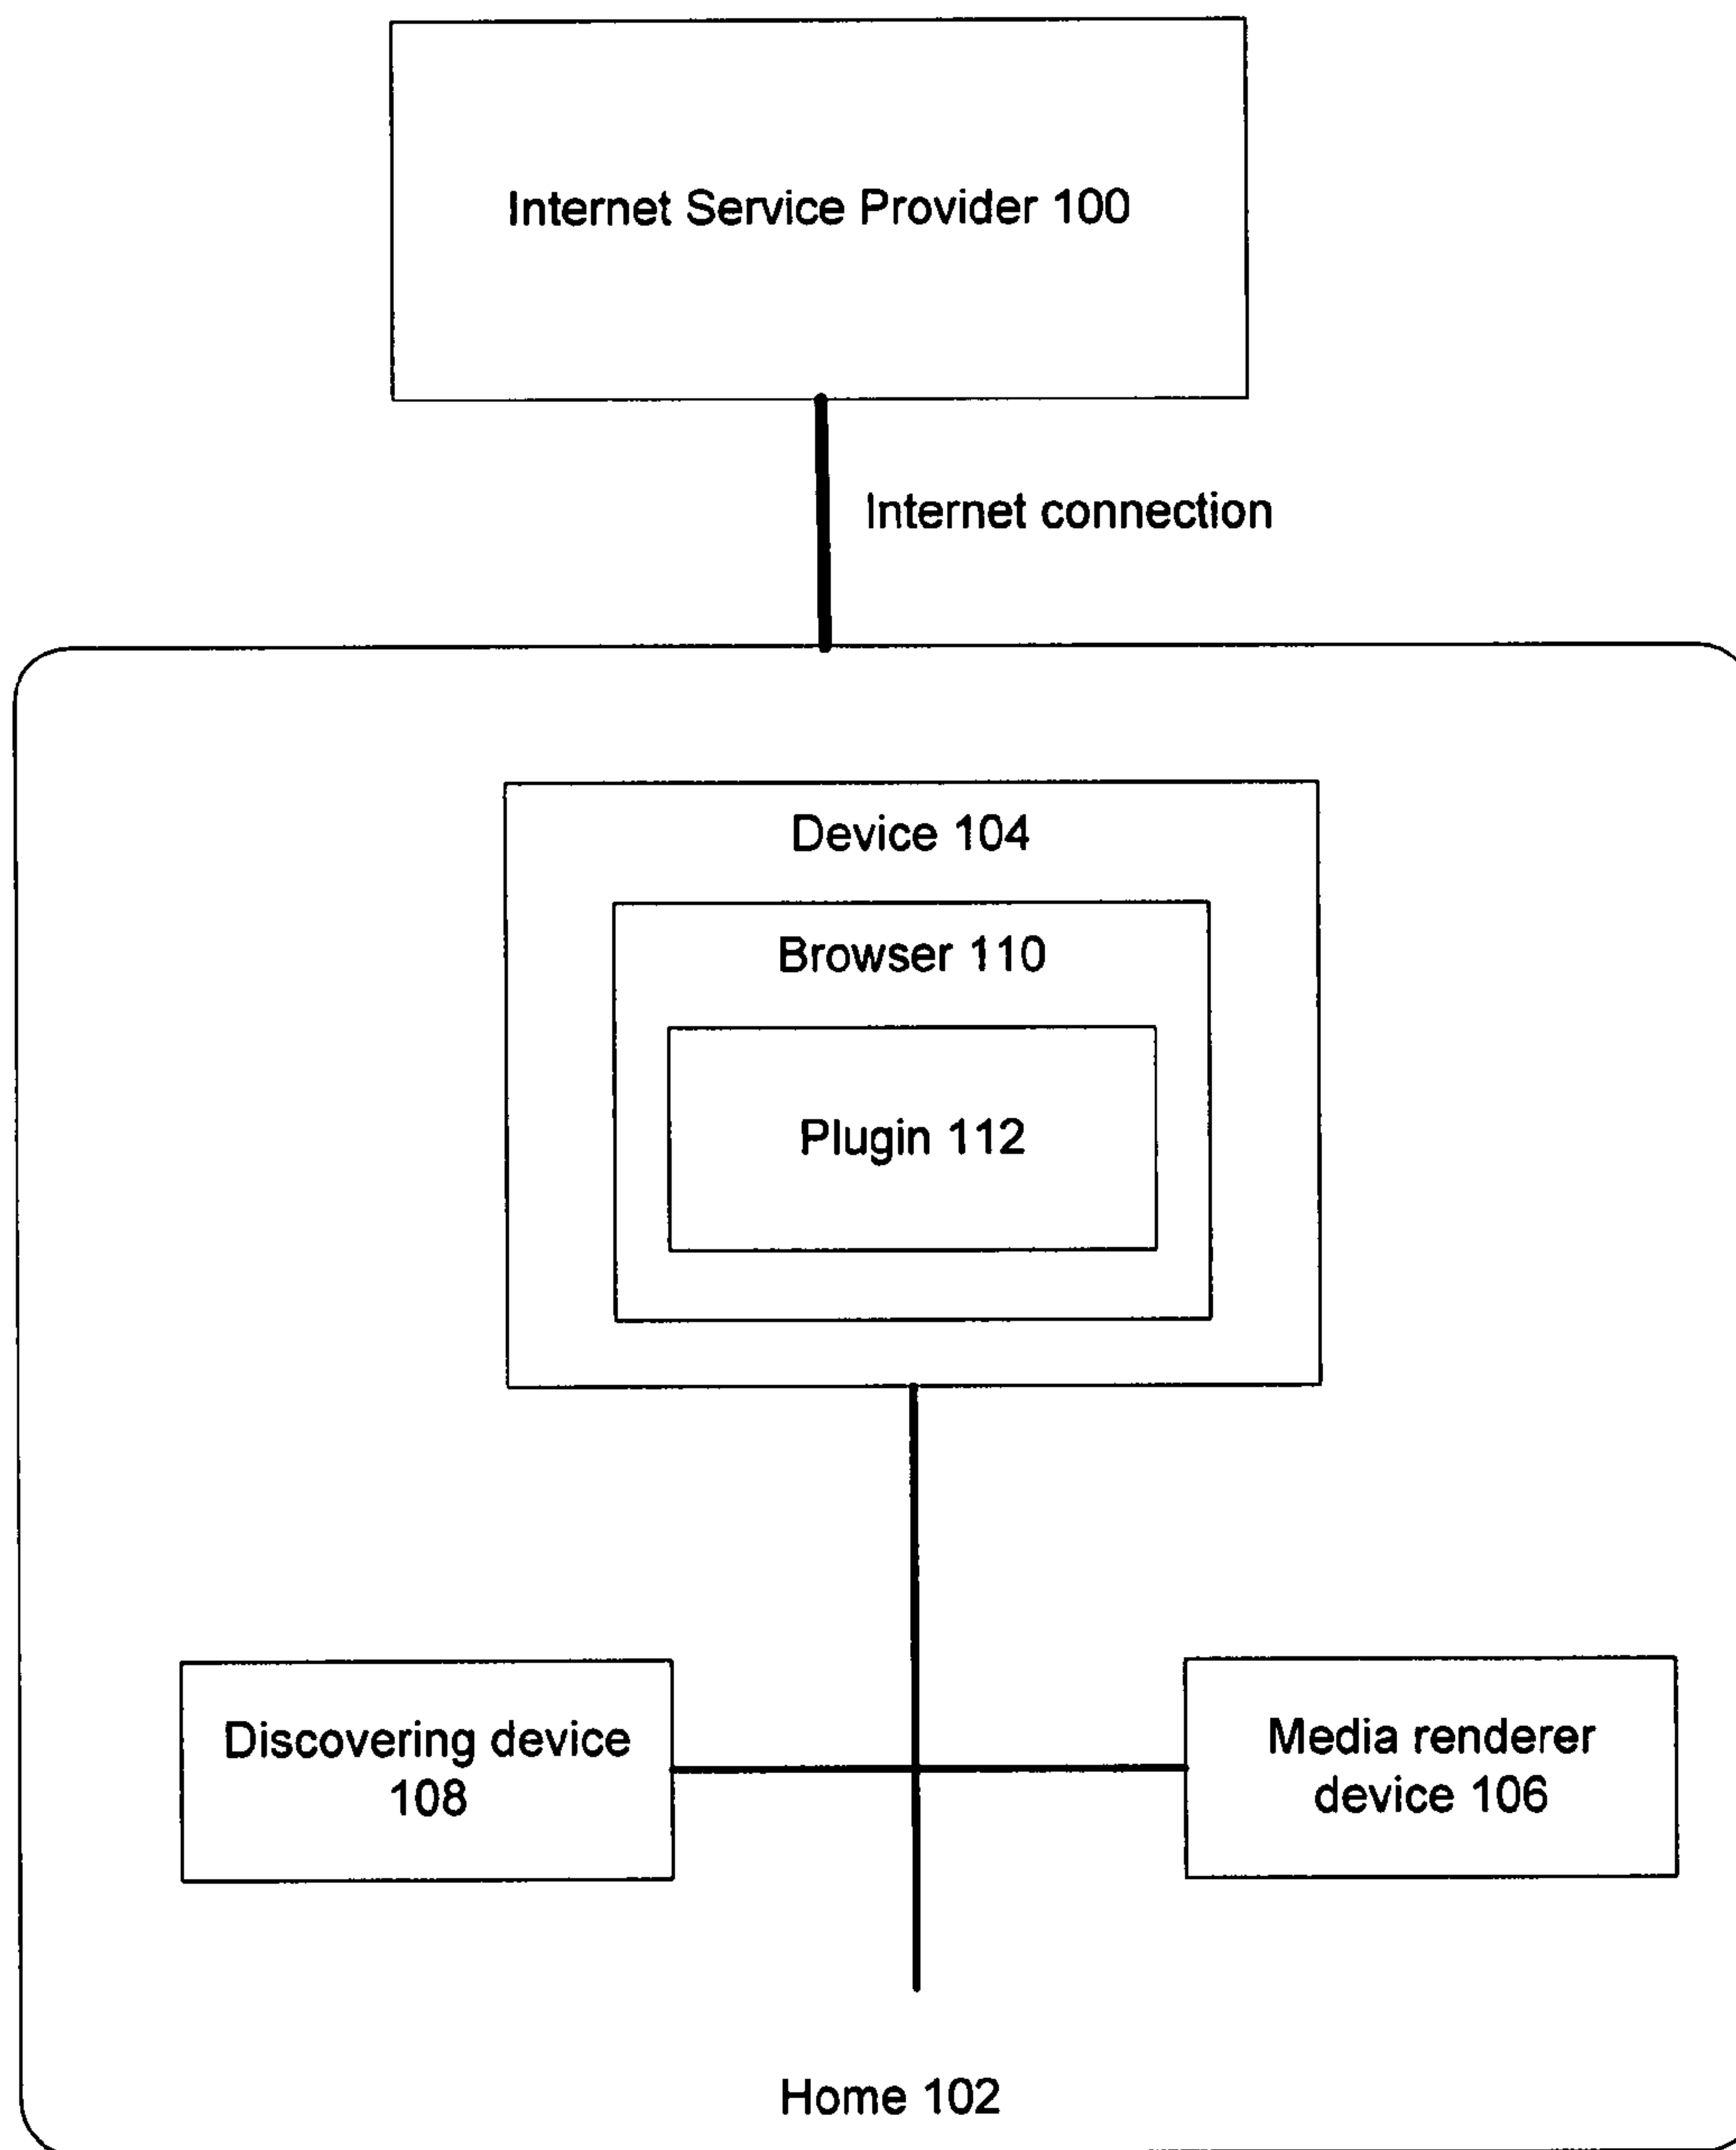 Internet Service Provider 100
Internet connection
Device 104
Browser 110
Plugin 112
Discovering device
108
Media renderer
device 106
Home 102